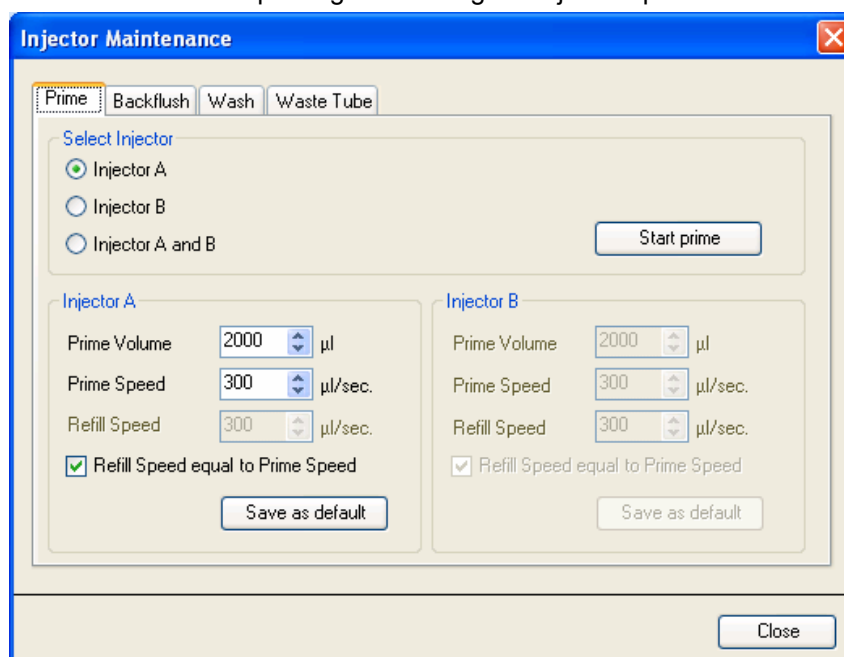 Injector Maintenance
Prime Backflush Wash Waste Tube
Select Injector
Injector A
Injector B
Injector A and B
Start prime
Injector A
Prime Volume 2000 µl
Prime Speed 300 µl/sec.
Refill Speed 300 µl/sec.
Refill Speed equal to Prime Speed
Save as default
Injector B
Prime Volume 2000 µl
Prime Speed 300 µl/sec.
Refill Speed 300 µl/sec.
Refill Speed equal to Prime Speed
Save as default
Close